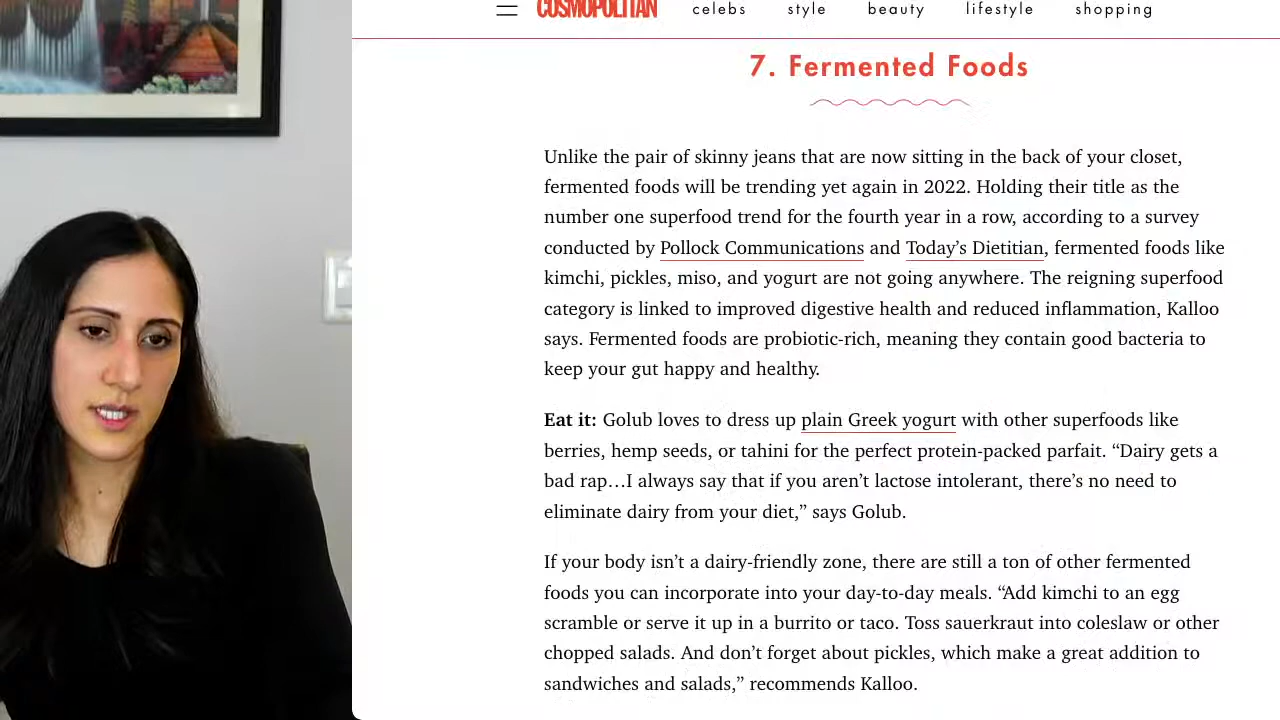 COSMOPOLITAN celebs style beauty lifestyle shopping
7. Fermented Foods
Unlike the pair of skinny jeans that are now sitting in the back of your closet,
fermented foods will be trending yet again in 2022. Holding their title as the
number one superfood trend for the fourth year in a row, according to a survey
conducted by Pollock Communications and Today’s Dietitian, fermented foods like
kimchi, pickles, miso, and yogurt are not going anywhere. The reigning superfood
category is linked to improved digestive health and reduced inflammation, Kalloo
says. Fermented foods are probiotic-rich, meaning they contain good bacteria to
keep your gut happy and healthy.
Eat it: Golub loves to dress up plain Greek yogurt with other superfoods like
berries, hemp seeds, or tahini for the perfect protein-packed parfait. “Dairy gets a
bad rap…I always say that if you aren’t lactose intolerant, there’s no need to
eliminate dairy from your diet,” says Golub.
If your body isn’t a dairy-friendly zone, there are still a ton of other fermented
foods you can incorporate into your day-to-day meals. “Add kimchi to an egg
scramble or serve it up in a burrito or taco. Toss sauerkraut into coleslaw or other
chopped salads. And don’t forget about pickles, which make a great addition to
sandwiches and salads,” recommends Kalloo.